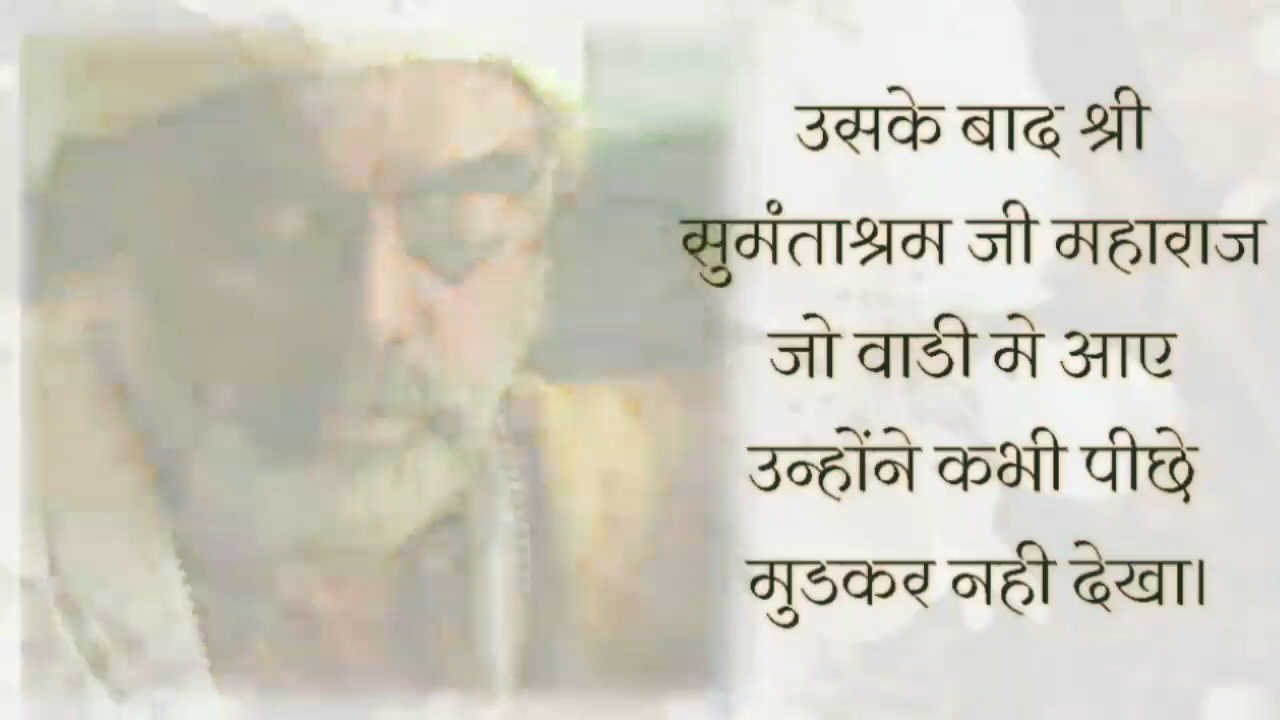 उसके बाद श्री
सुमंताश्रम जी महाराज
जो वाडी मे आए
उन्होंने कभी पीछे
मुडकर नही देखा।